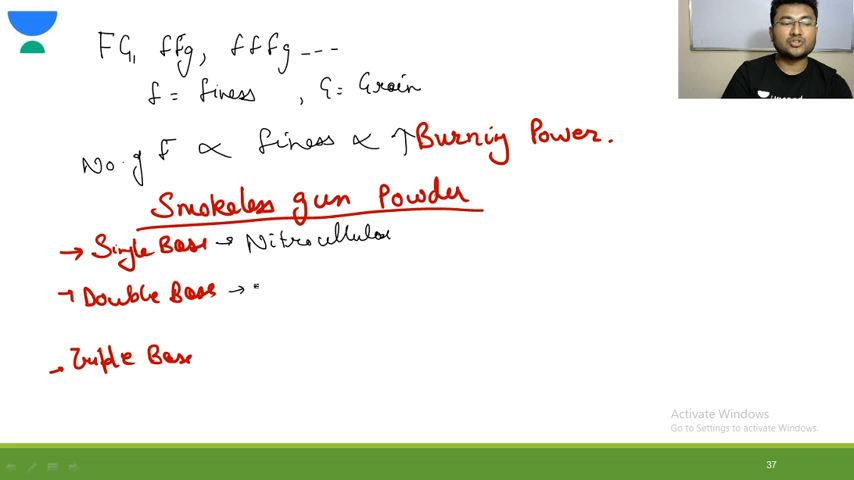 FG, ffg, fffg ---
f = finess , G = Grain
No. of F ∝ finess ∝ ↑ Burning Power.
Smokeless gun Powder
→ Single Base → Nitrocellulose
→ Double Base →
→ Triple Base
Activate Windows
Go to Settings to activate Windows.
37